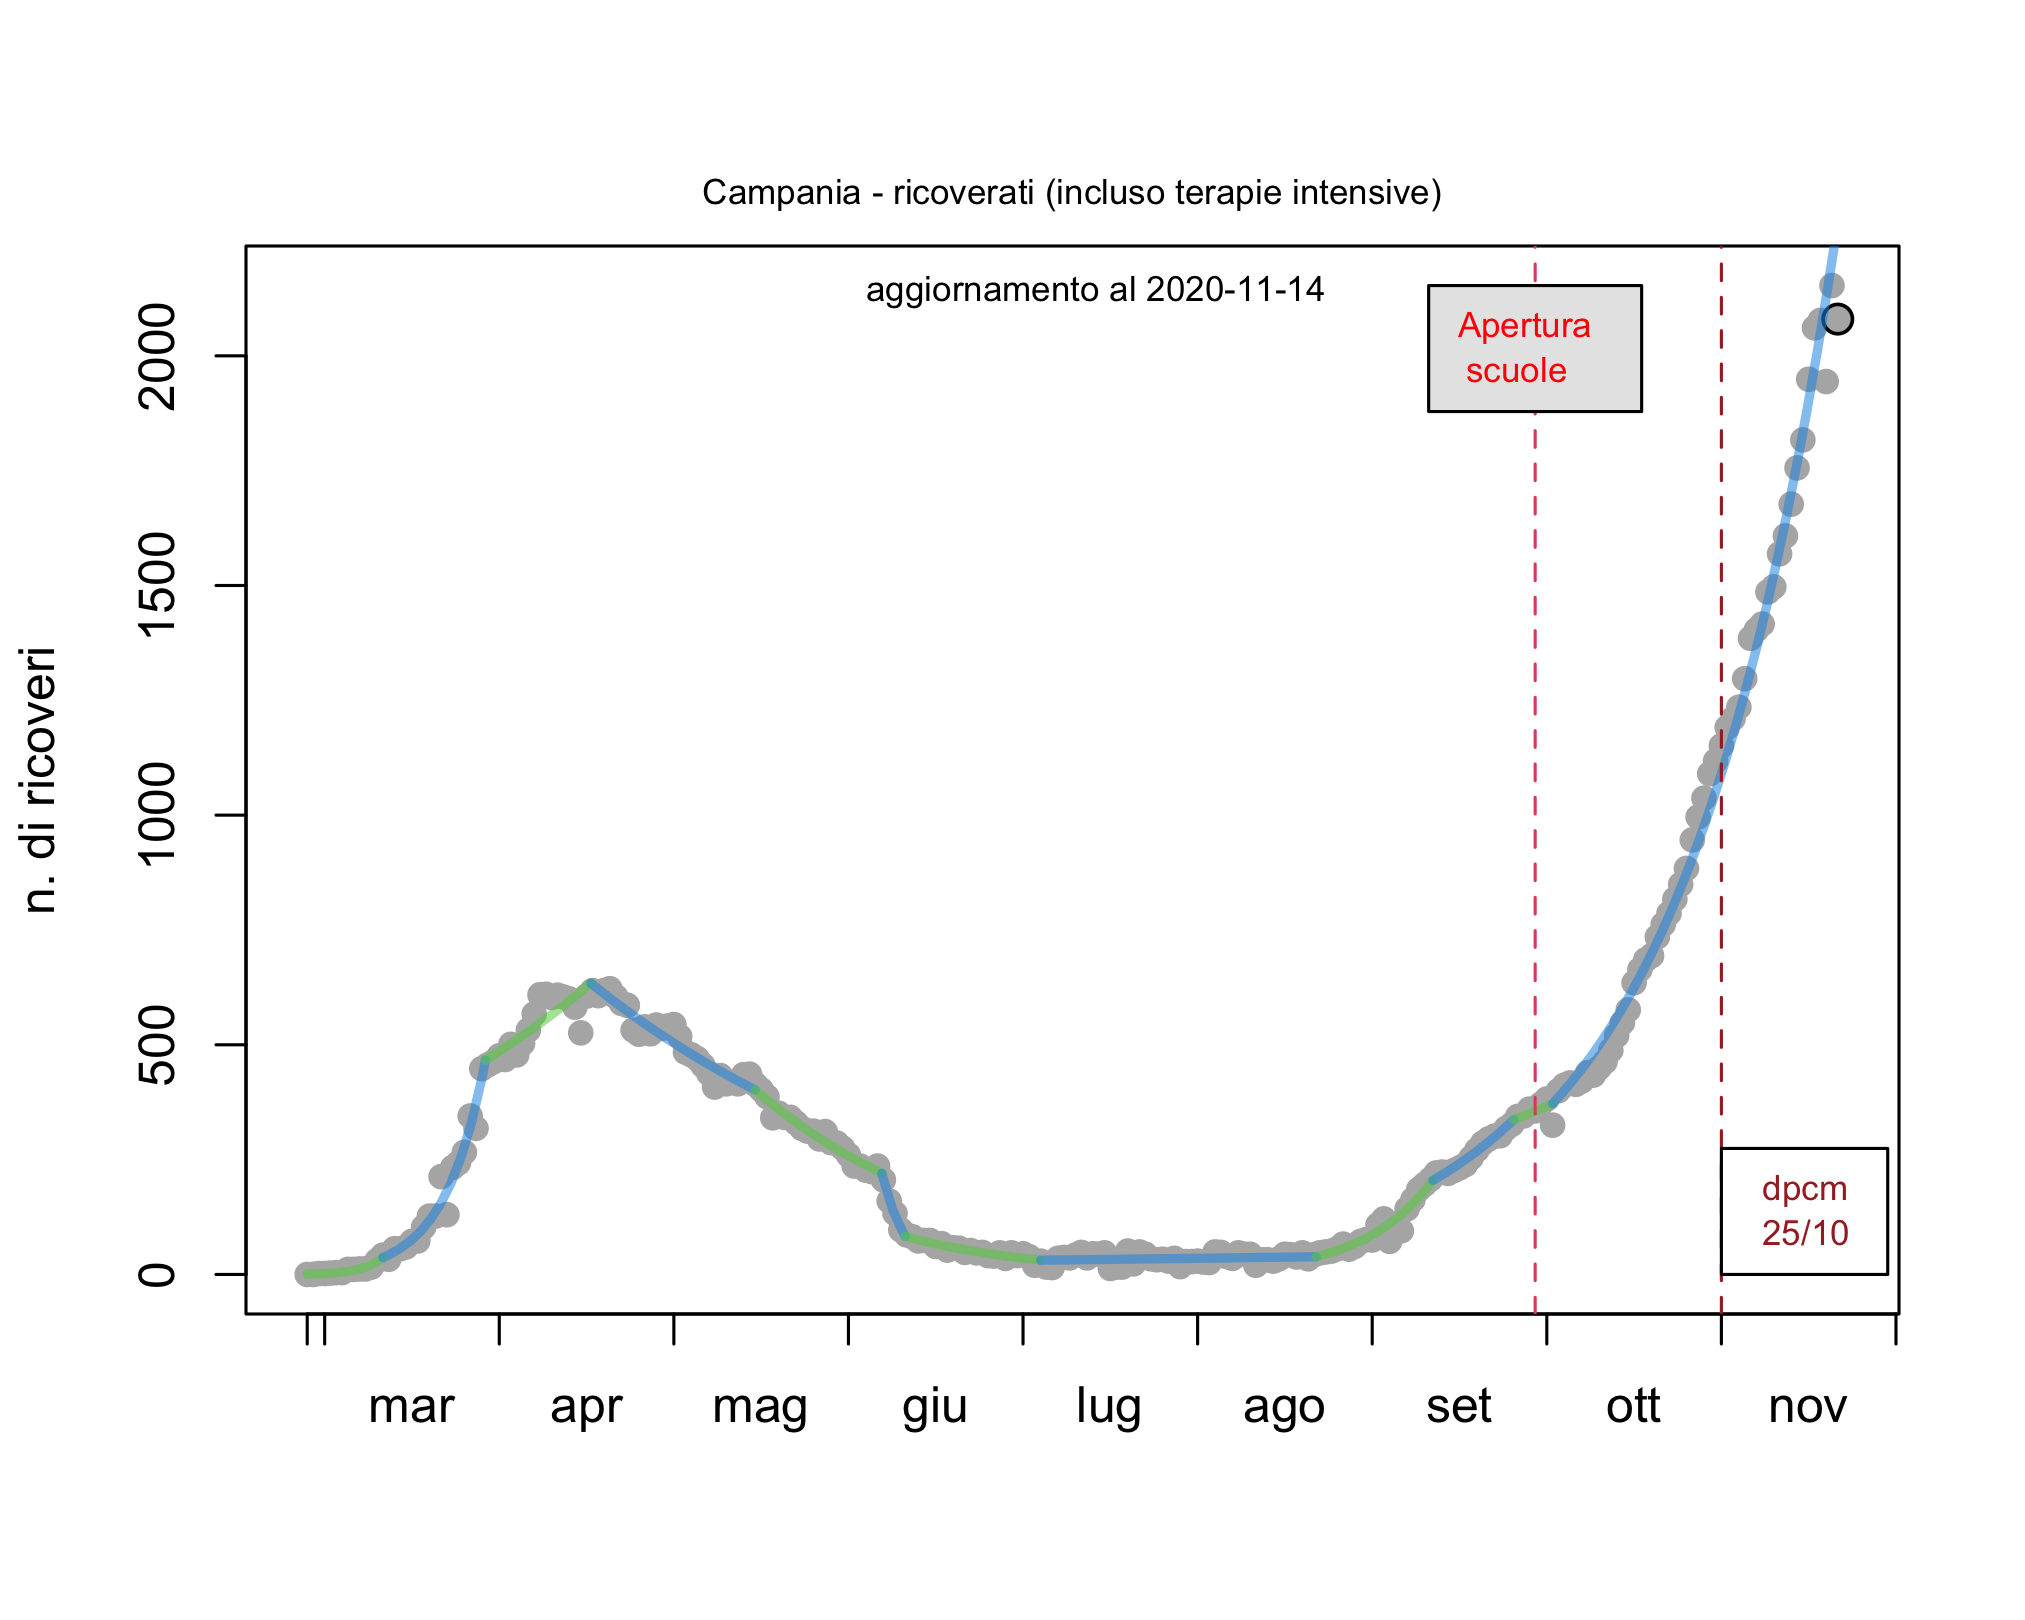 Campania - ricoverati (incluso terapie intensive)
aggiornamento al 2020-11-14
Apertura
scuole
n. di ricoveri
2000
1500
1000
500
0
dpcm
25/10
mar apr mag giu lug ago set ott nov